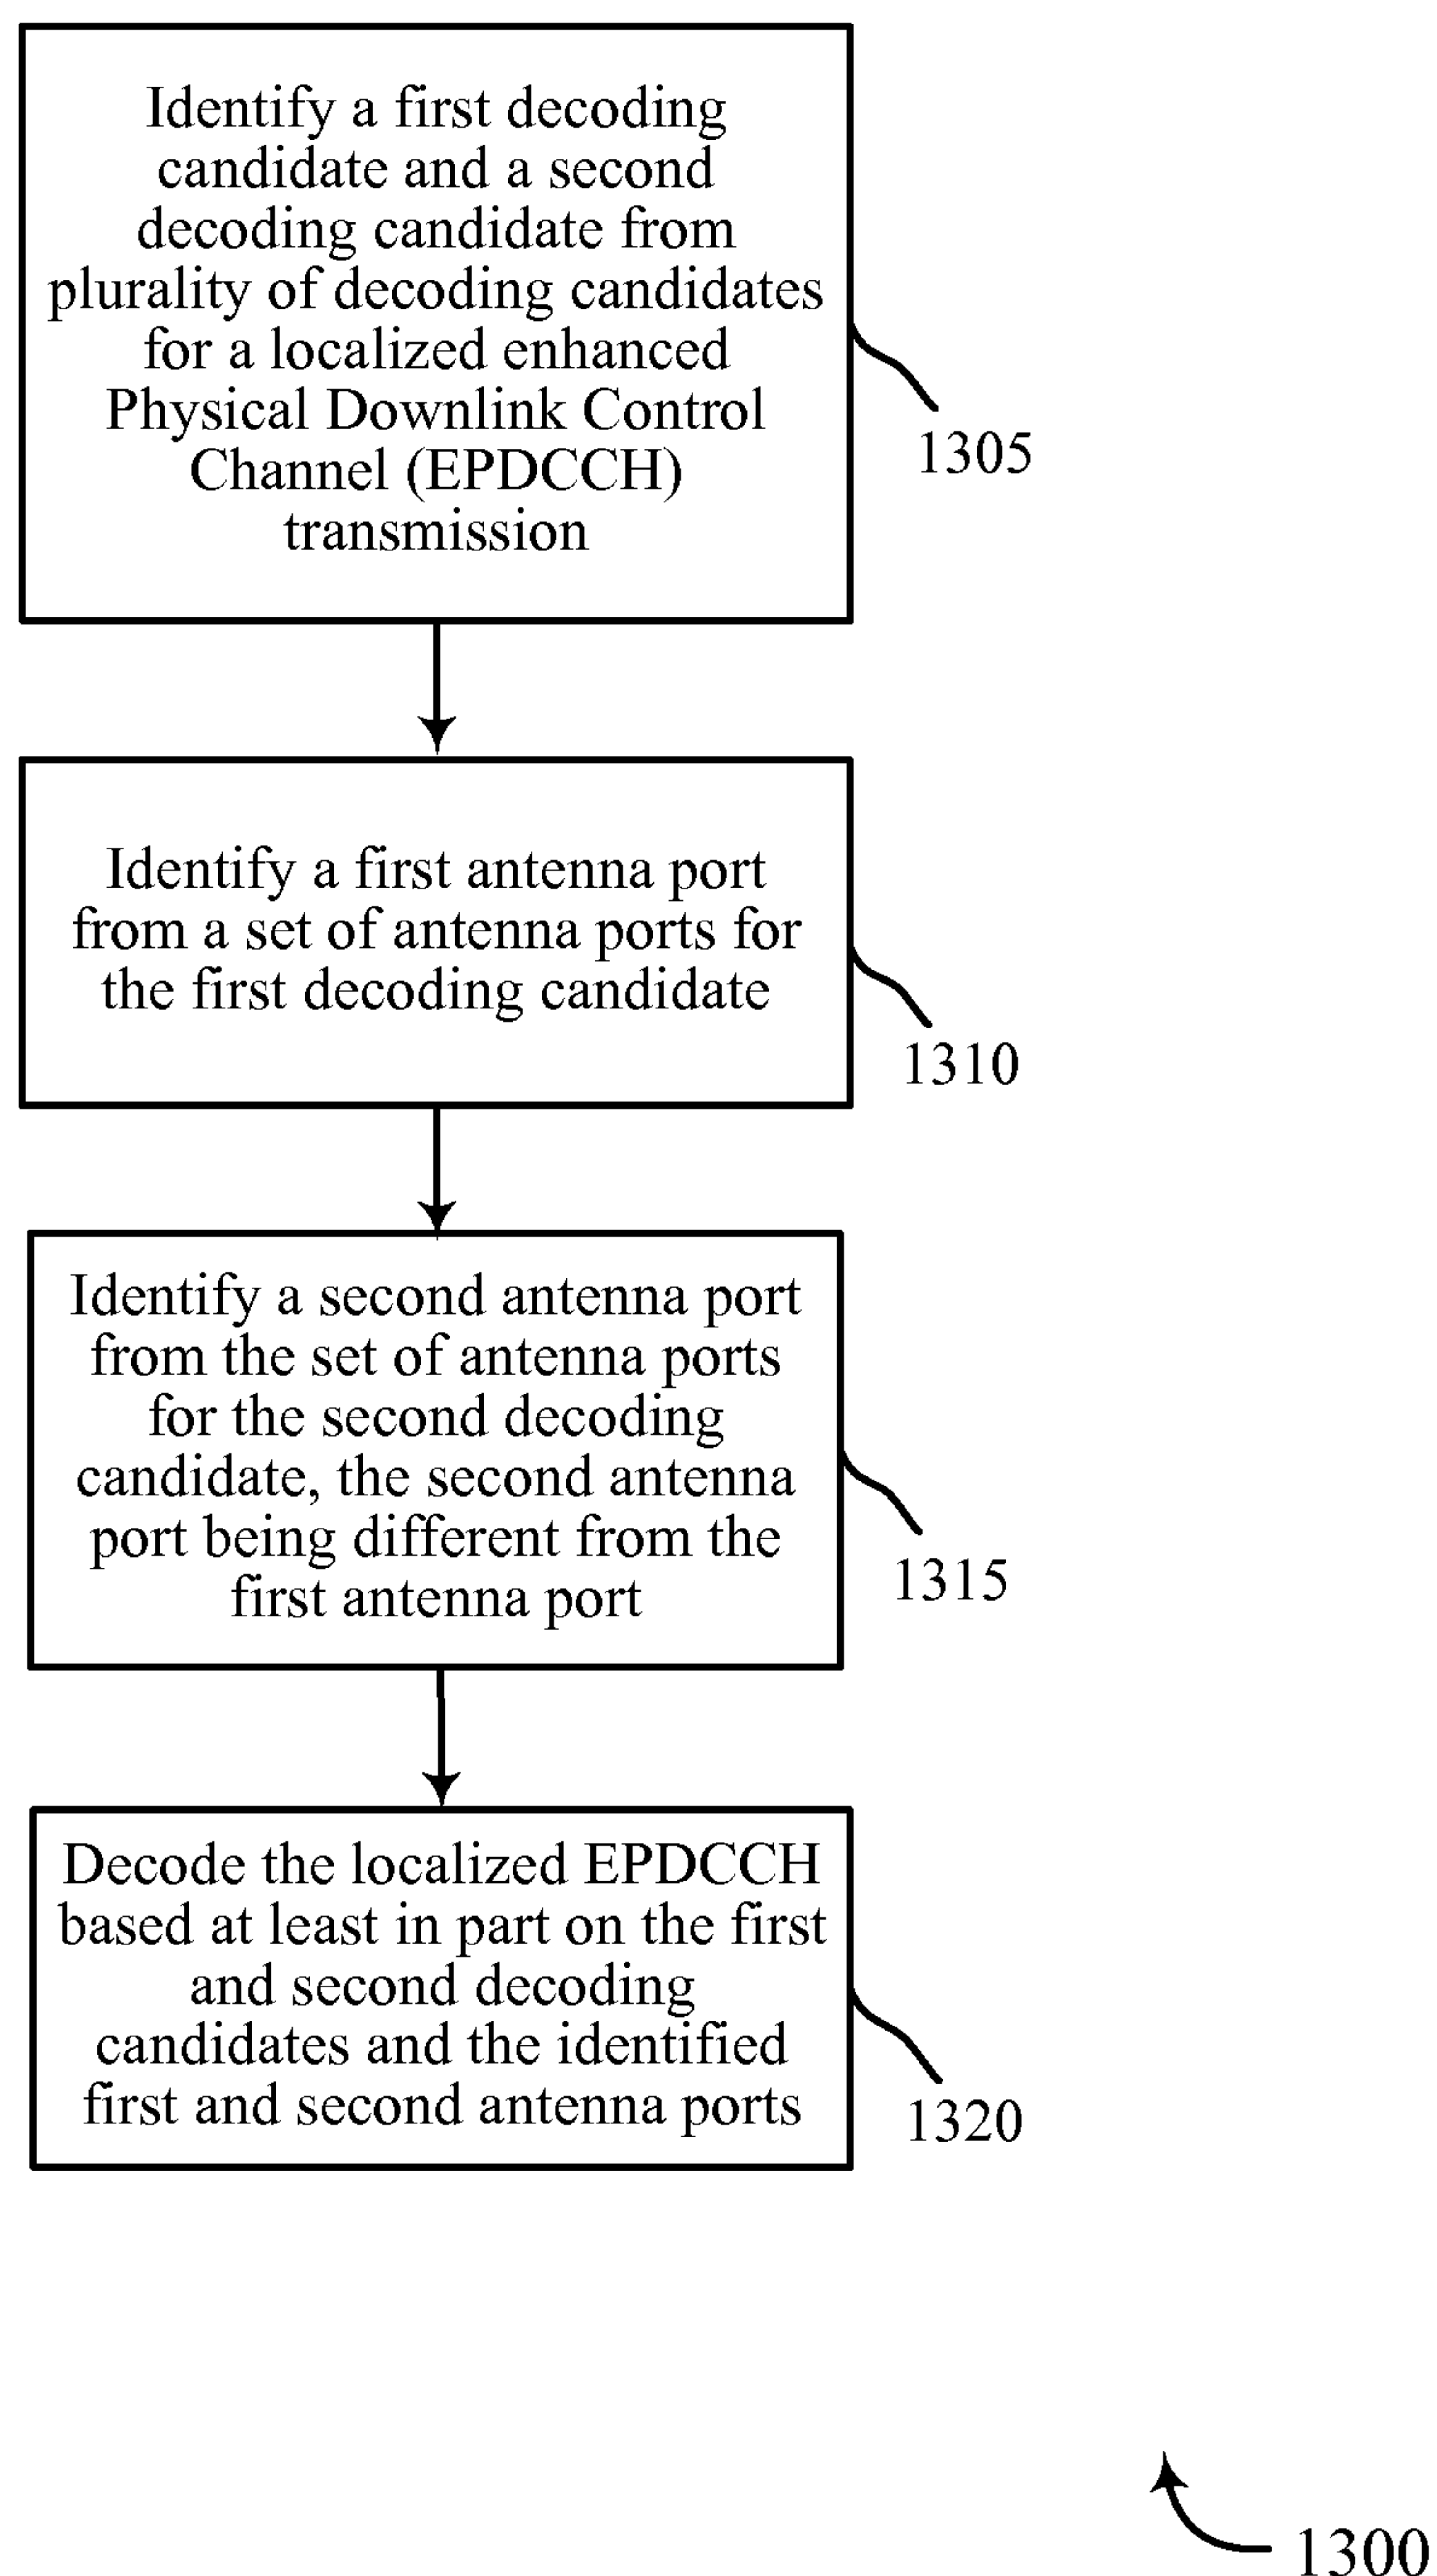 Identify a first decoding
candidate and a second
decoding candidate from
plurality of decoding candidates
for a localized enhanced
Physical Downlink Control
Channel (EPDCCH)
transmission
1305
Identify a first antenna port
from a set of antenna ports for
the first decoding candidate
1310
Identify a second antenna port
from the set of antenna ports
for the second decoding
candidate, the second antenna
port being different from the
first antenna port
1315
Decode the localized EPDCCH
based at least in part on the first
and second decoding
candidates and the identified
first and second antenna ports
1320
1300